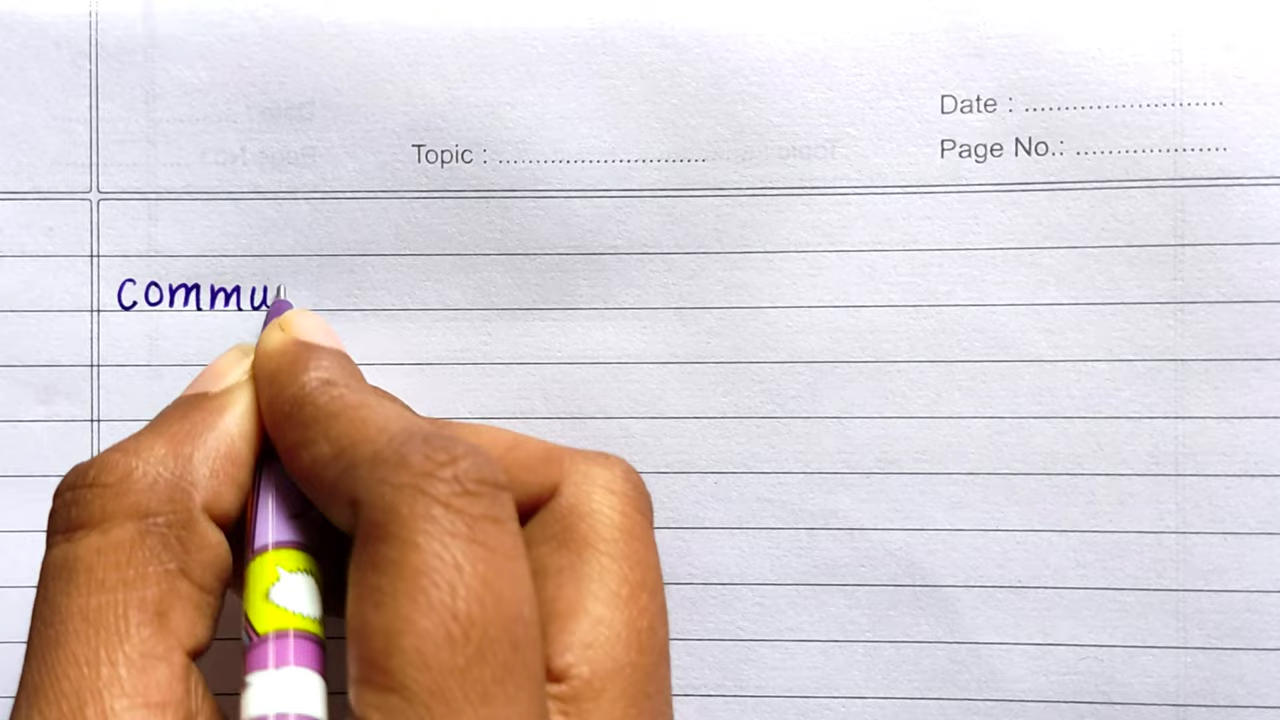 Date : ..........................
Topic : ...........................
Page No.: ....................
commu